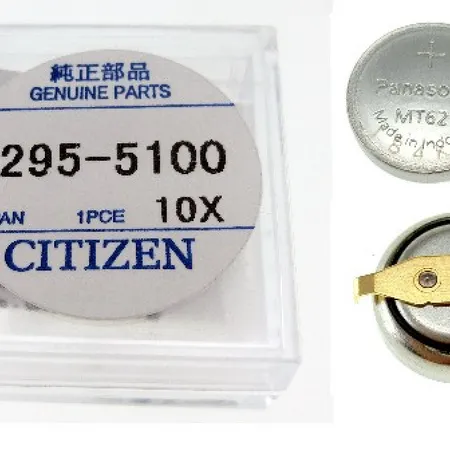 純正部品
GENUINE PARTS
295-5100
AN 1PCE 10X
CITIZEN
+
Panaso
MT62
Made in Indo